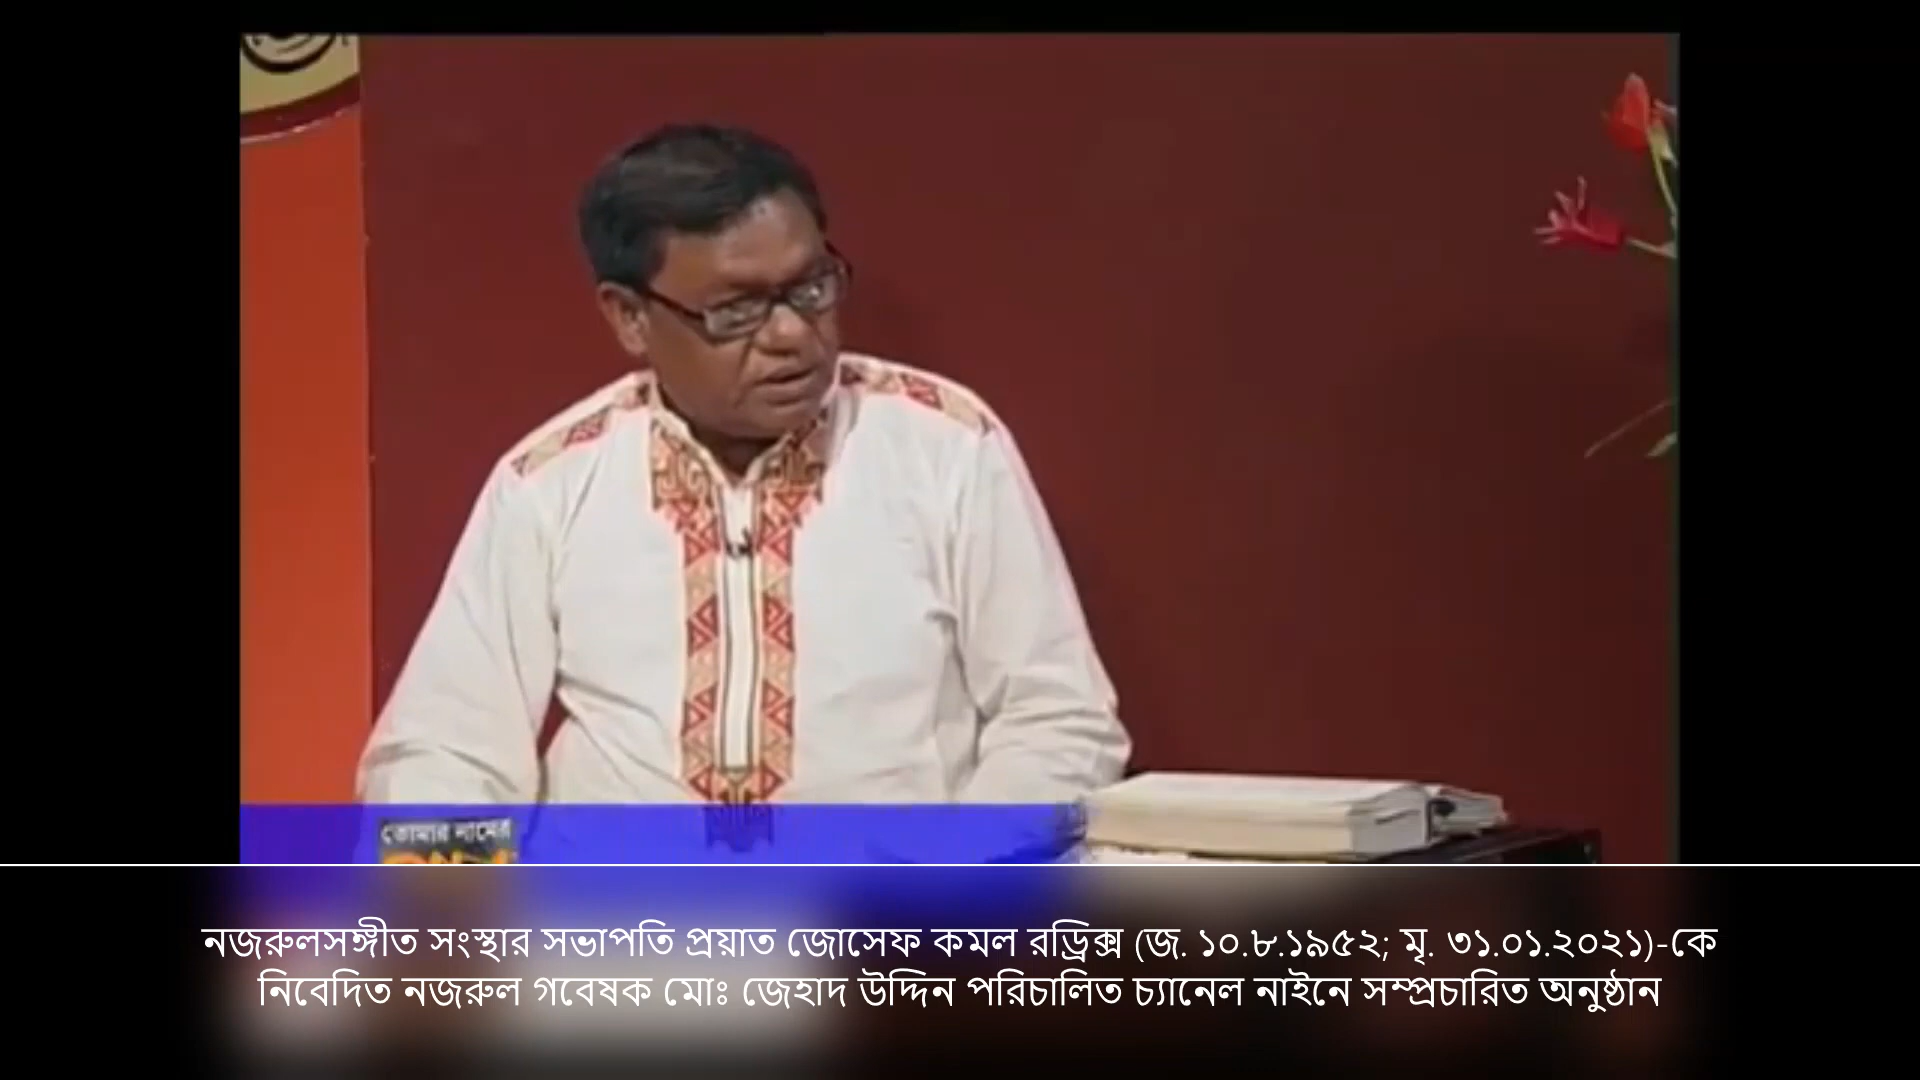 তোমার নামের
নজরুলসঙ্গীত সংস্থার সভাপতি প্রয়াত জোসেফ কমল রড্রিক্স (জ. ১০.৮.১৯৫২; মৃ. ৩১.০১.২০২১)-কে
নিবেদিত নজরুল গবেষক মোঃ জেহাদ উদ্দিন পরিচালিত চ্যানেল নাইনে সম্প্রচারিত অনুষ্ঠান